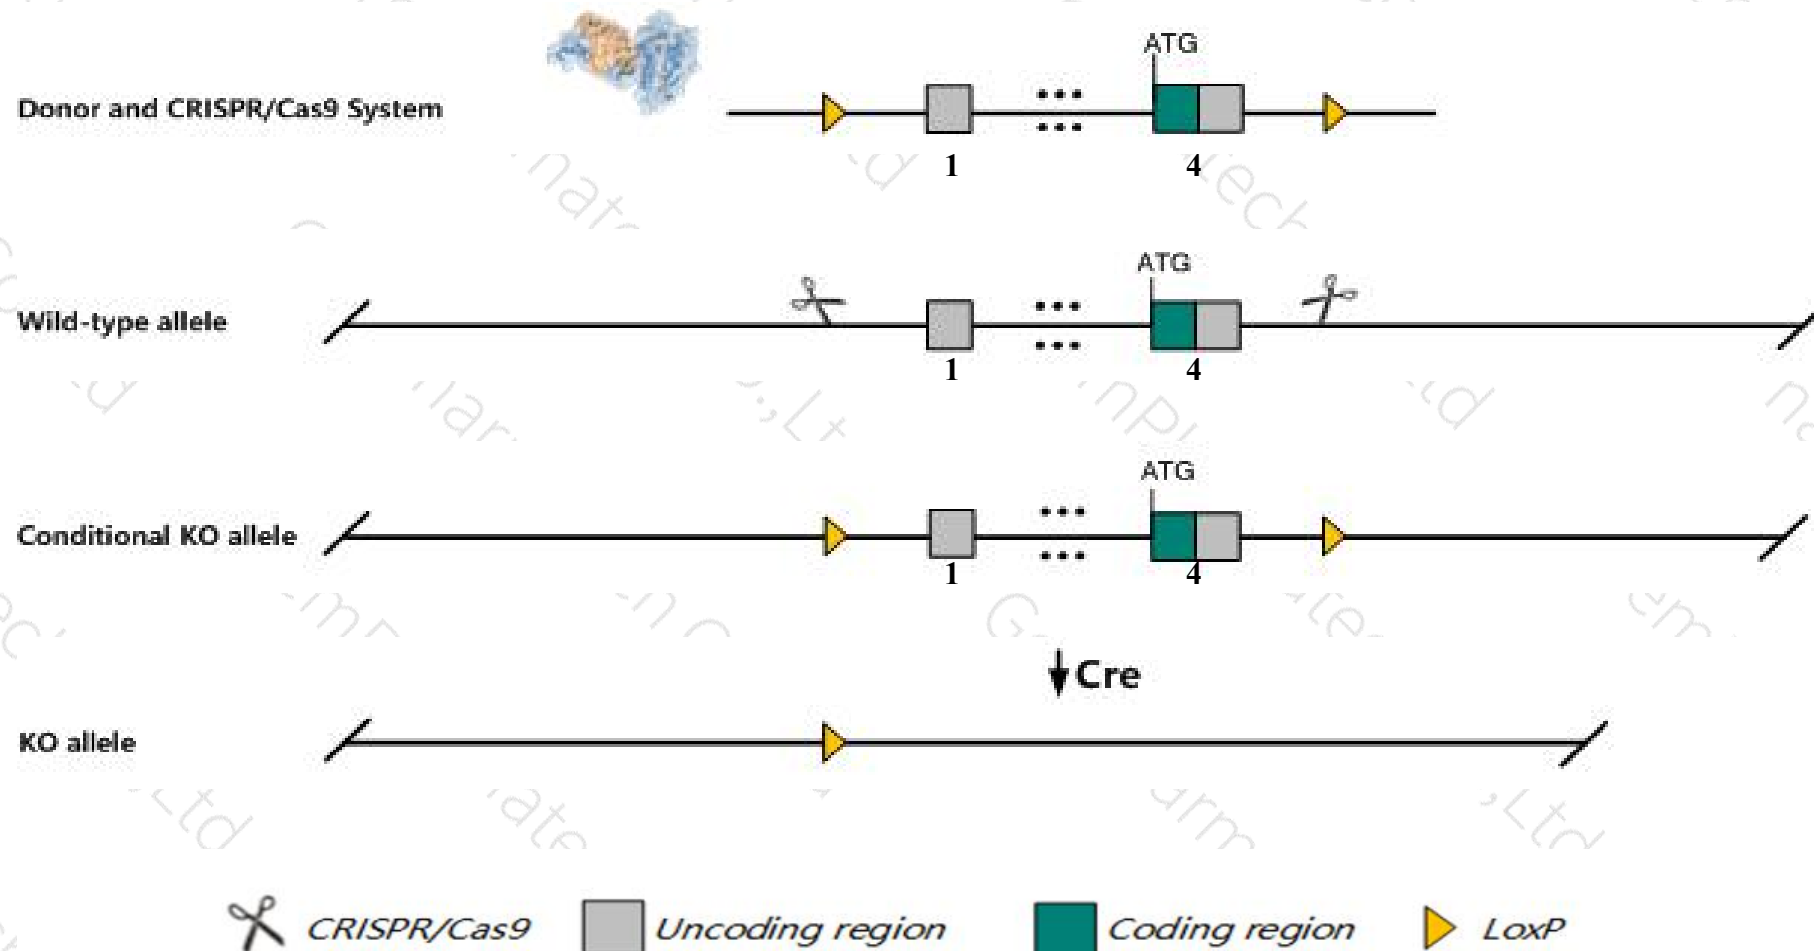 ATG
Donor and CRISPR/Cas9 System
1 4
ATG
Wild-type allele
1 4
ATG
Conditional KO allele
1 4
Cre
KO allele
CRISPR/Cas9 Uncoding region Coding region LoxP